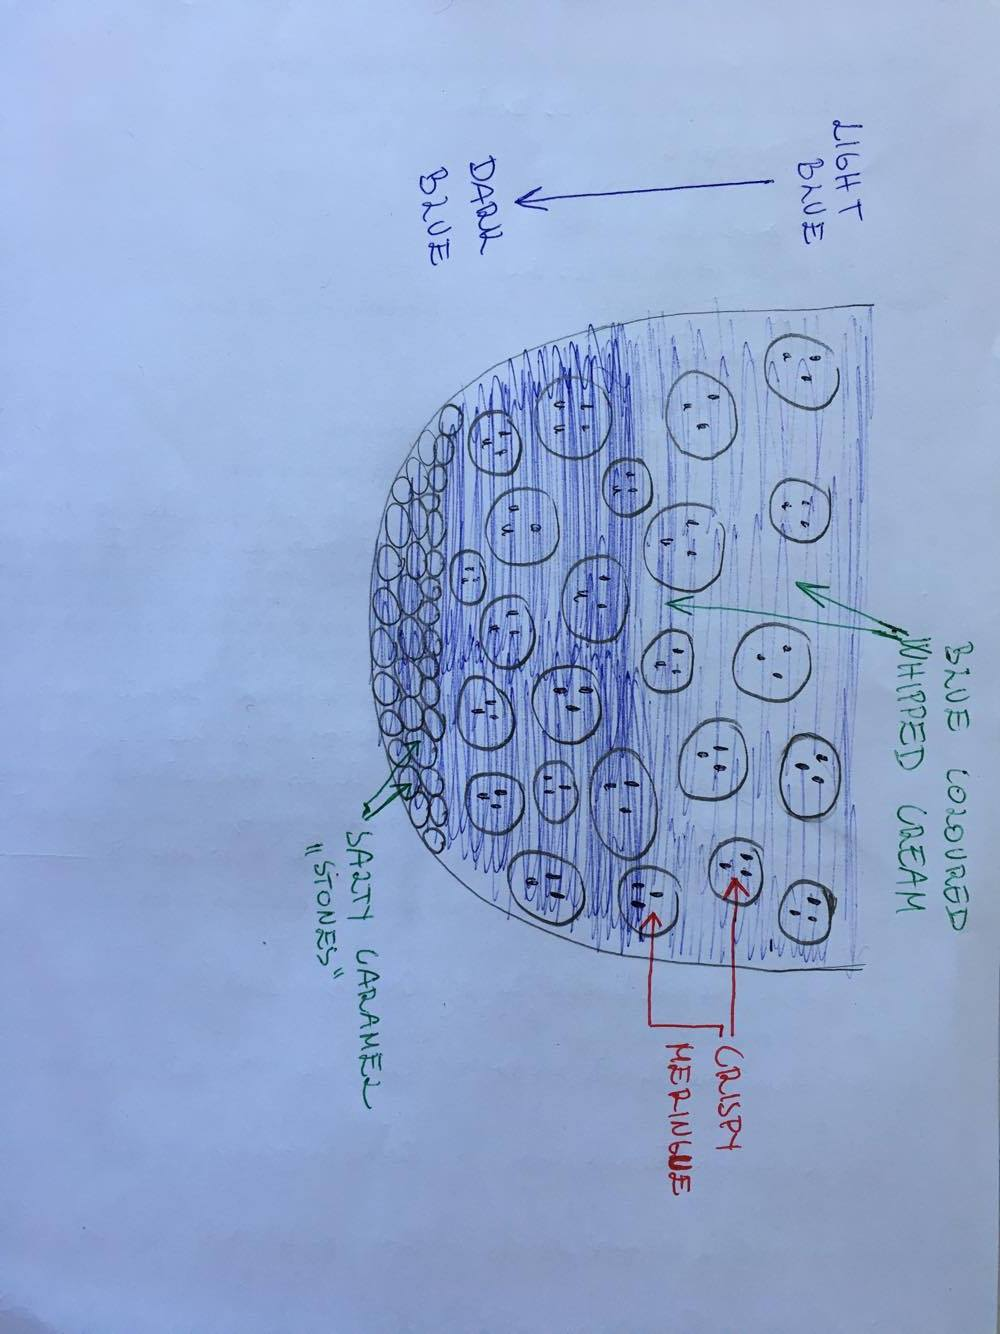 BLUE COLOURED
WHIPPED CREAM
LIGHT
BLUE
DARK
BLUE
CRISPY
MERINGUE
SALTY CARAMEL
"STONES"